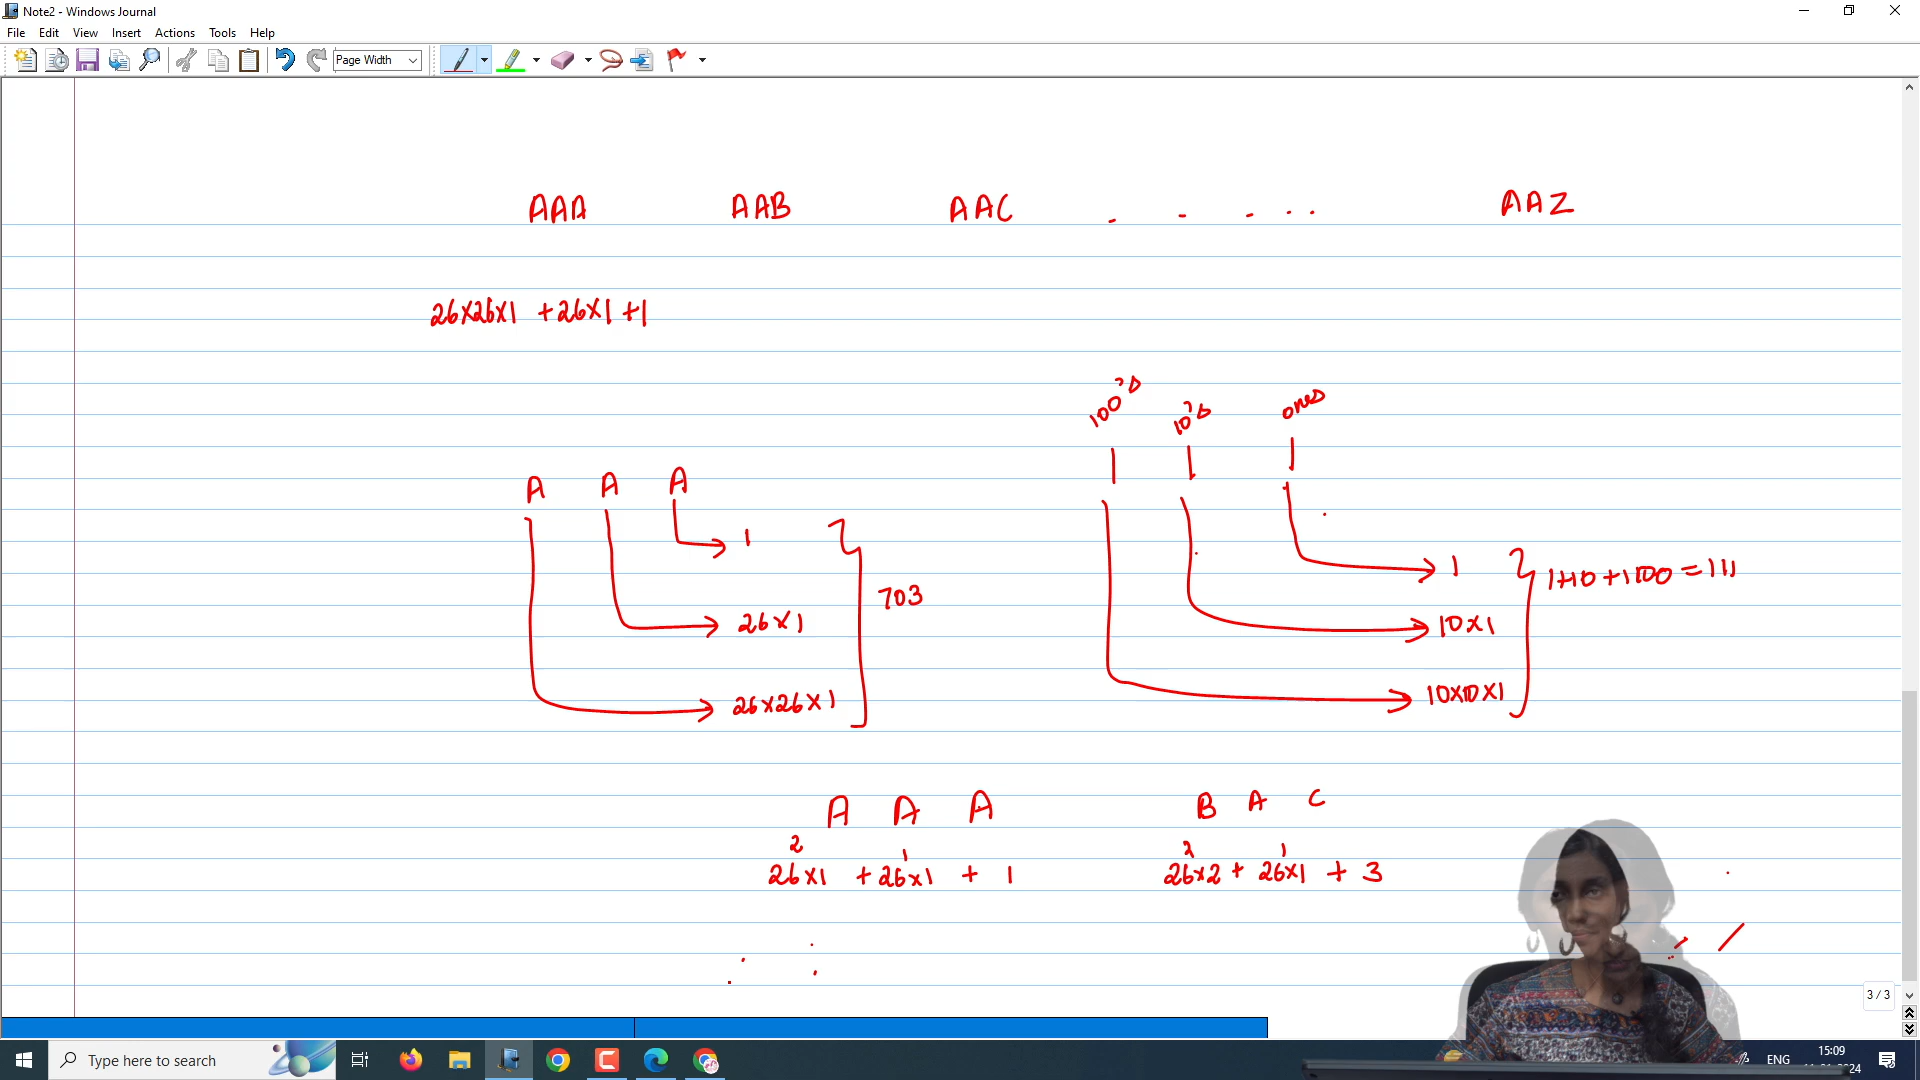 Note2 - Windows Journal
File Edit View Insert Actions Tools Help
Page Width
AAA AAB AAC . . . . . AAZ
26x26x1 +26x1+1
100's 10's ones
A A A | | |
1 1
703 1+10+100=111
26x1 10x1
26x26x1 10x10x1
A A A B A C
2 1 2 1
26x1 +26x1 + 1 26x2 + 26x1 + 3
3 / 3
Type here to search
ENG
15:09